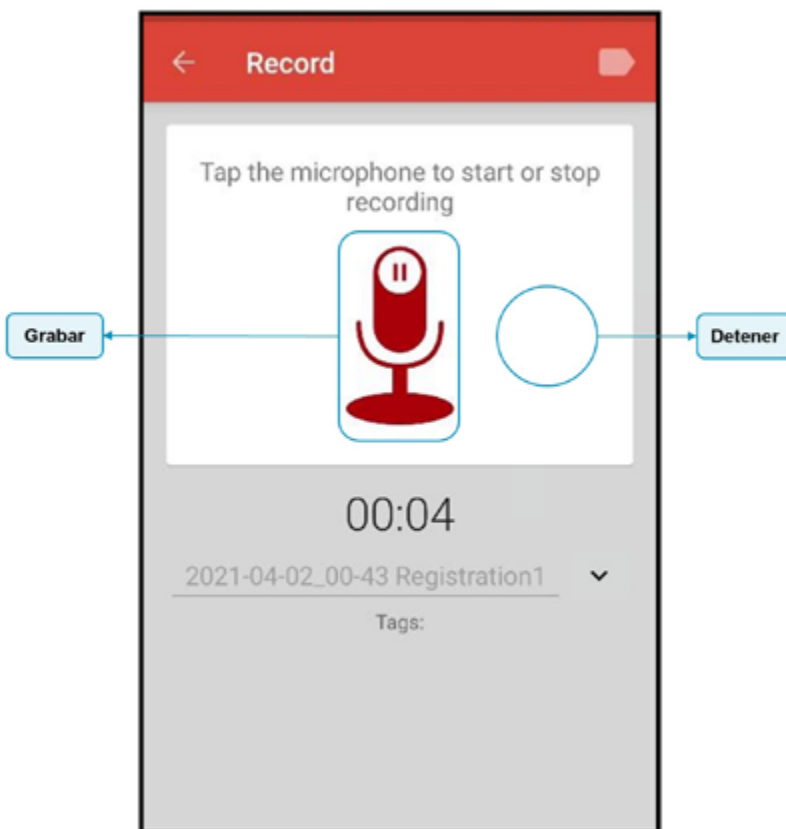 Record
Tap the microphone to start or stop
recording
Grabar
Detener
00:04
2021-04-02_00-43 Registration1
Tags: